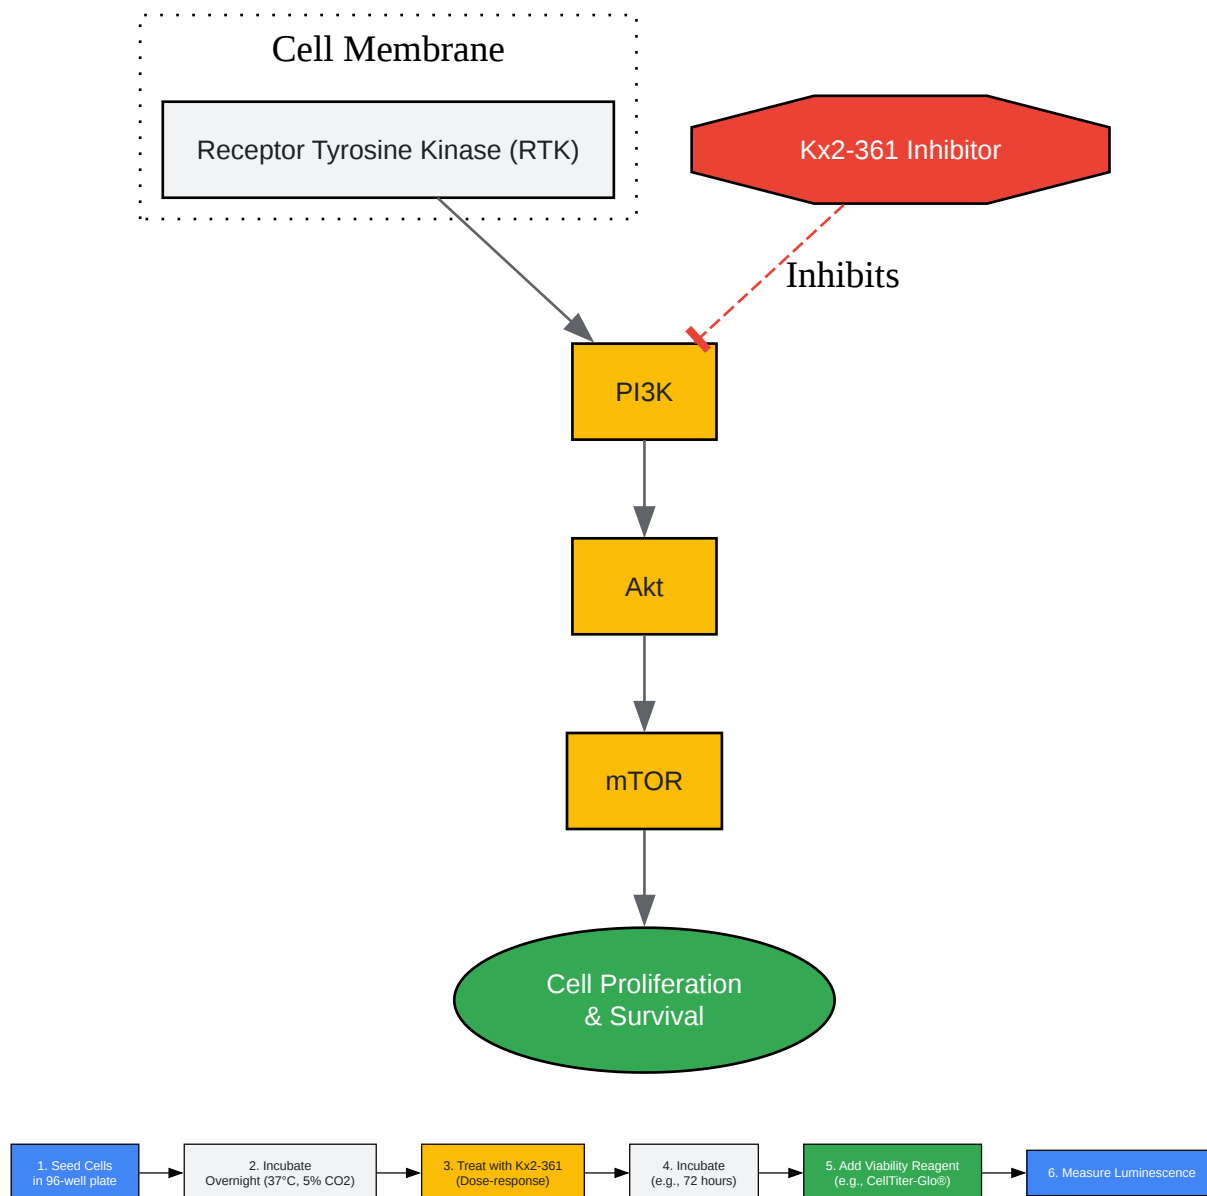 Cell Membrane
Receptor Tyrosine Kinase (RTK)
Kx2-361 Inhibitor
Inhibits
PI3K
Akt
mTOR
Cell Proliferation
& Survival
1. Seed Cells
in 96-well plate
2. Incubate
Overnight (37°C, 5% CO2)
3. Treat with Kx2-361
(Dose-response)
4. Incubate
(e.g., 72 hours)
5. Add Viability Reagent
(e.g., CellTiter-Glo®)
6. Measure Luminescence